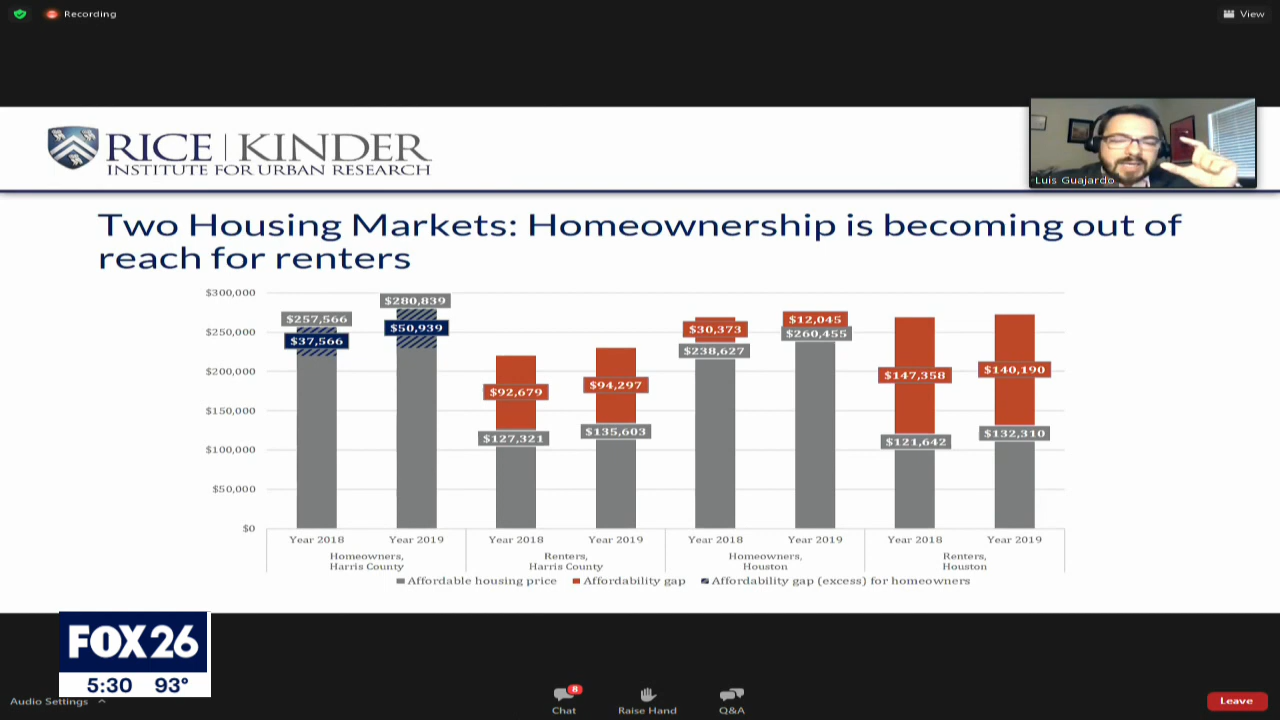 Recording
View
RICE | KINDER
INSTITUTE FOR URBAN RESEARCH
Luis Guajardo
Two Housing Markets: Homeownership is becoming out of
reach for renters
$300,000
$250,000
$200,000
$150,000
$100,000
$50,000
$0
$257,566
$37,566
$280,839
$50,939
$92,679
$127,321
$94,297
$135,603
$30,373
$238,627
$12,045
$260,455
$147,358
$121,642
$140,190
$132,310
Year 2018 Year 2019 Year 2018 Year 2019 Year 2018 Year 2019 Year 2018 Year 2019
Homeowners, Renters, Homeowners, Renters,
Harris County Harris County Houston Houston
Affordable housing price Affordability gap Affordability gap (excess) for homeowners
FOX 26
5:30 93°
Audio Settings
8
Chat
Raise Hand
Q&A
Leave